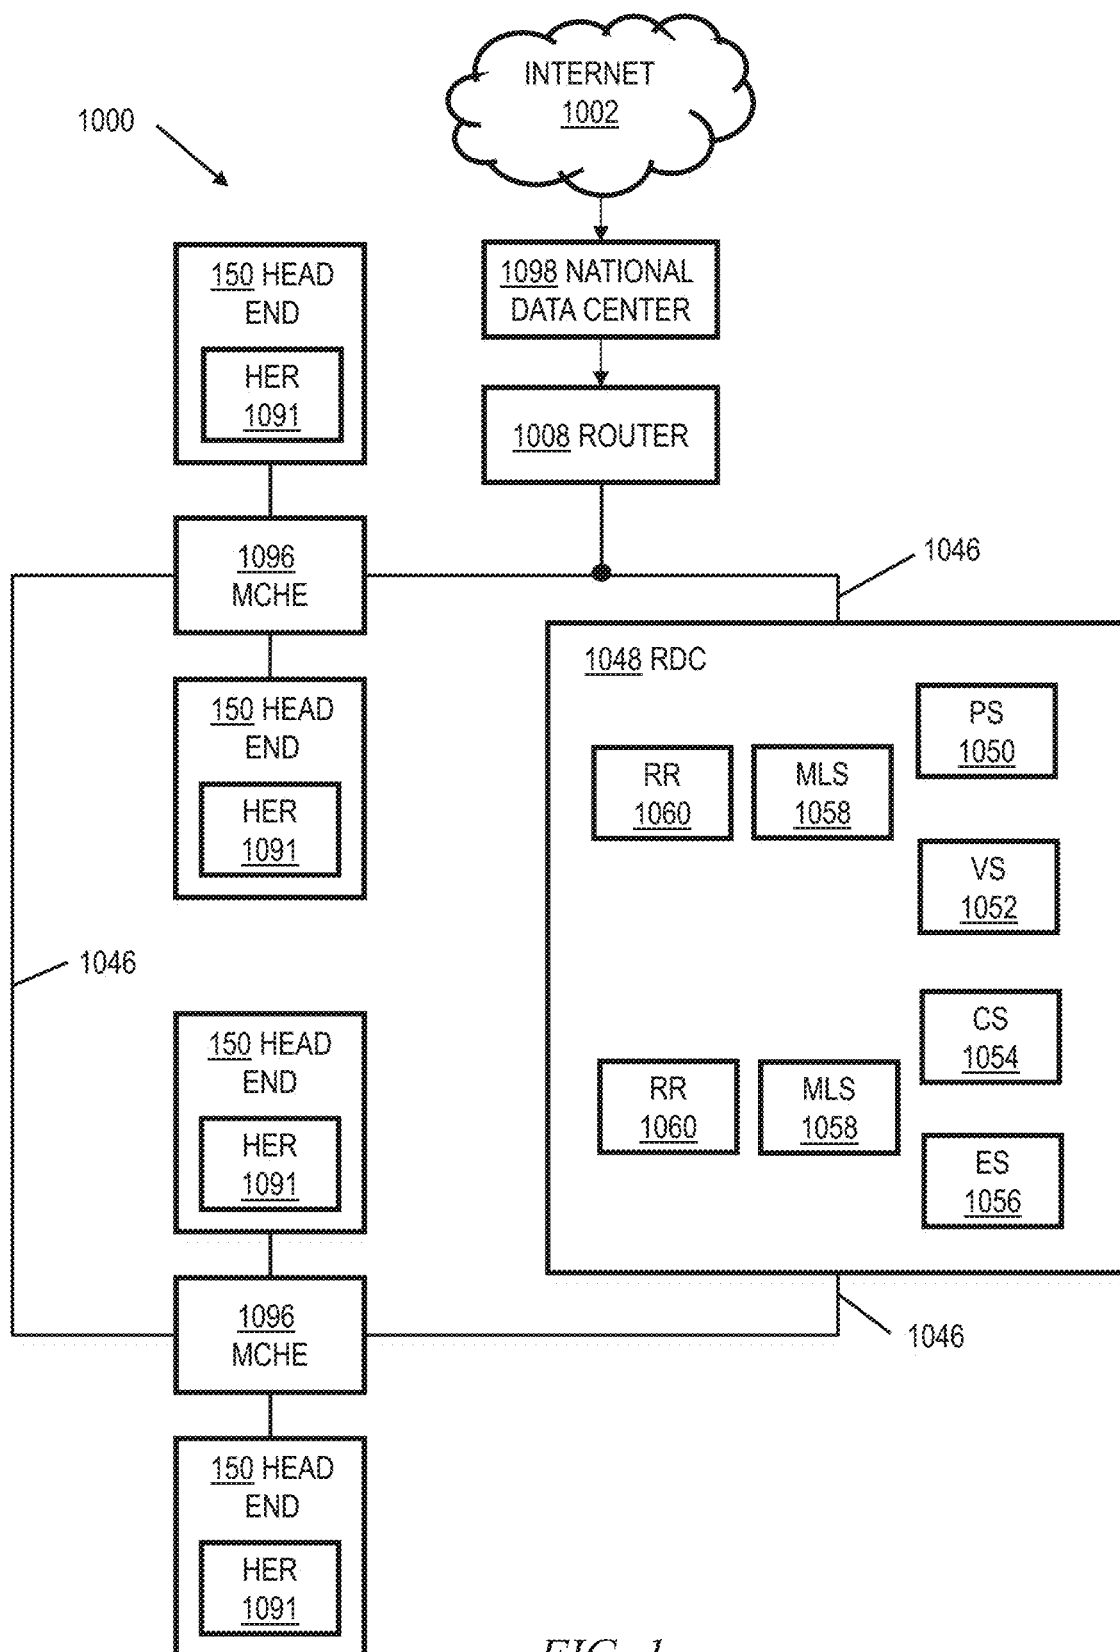 INTERNET
1002
1000
1098 NATIONAL
DATA CENTER
150 HEAD
END
HER
1091
1008 ROUTER
1096
MCHE
1046
150 HEAD
END
HER
1091
1048 RDC
PS
1050
RR
1060
MLS
1058
VS
1052
1046
CS
1054
150 HEAD
END
HER
1091
RR
1060
MLS
1058
ES
1056
1096
MCHE
1046
150 HEAD
END
HER
1091
FIG. 1